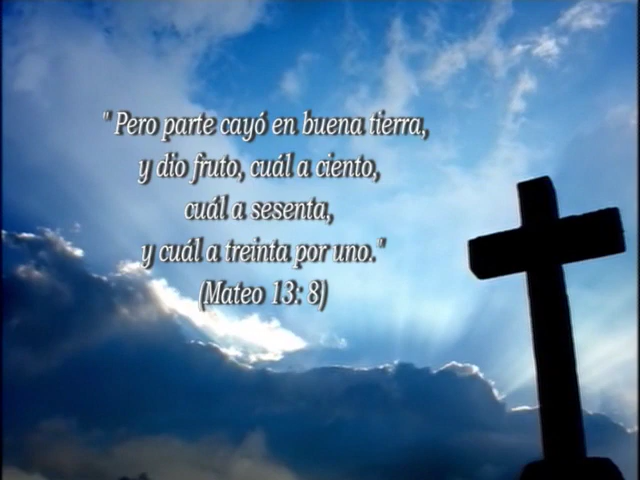 " Pero parte cayó en buena tierra,
y dio fruto, cuál a ciento,
cuál a sesenta,
y cuál a treinta por uno."
(Mateo 13: 8)